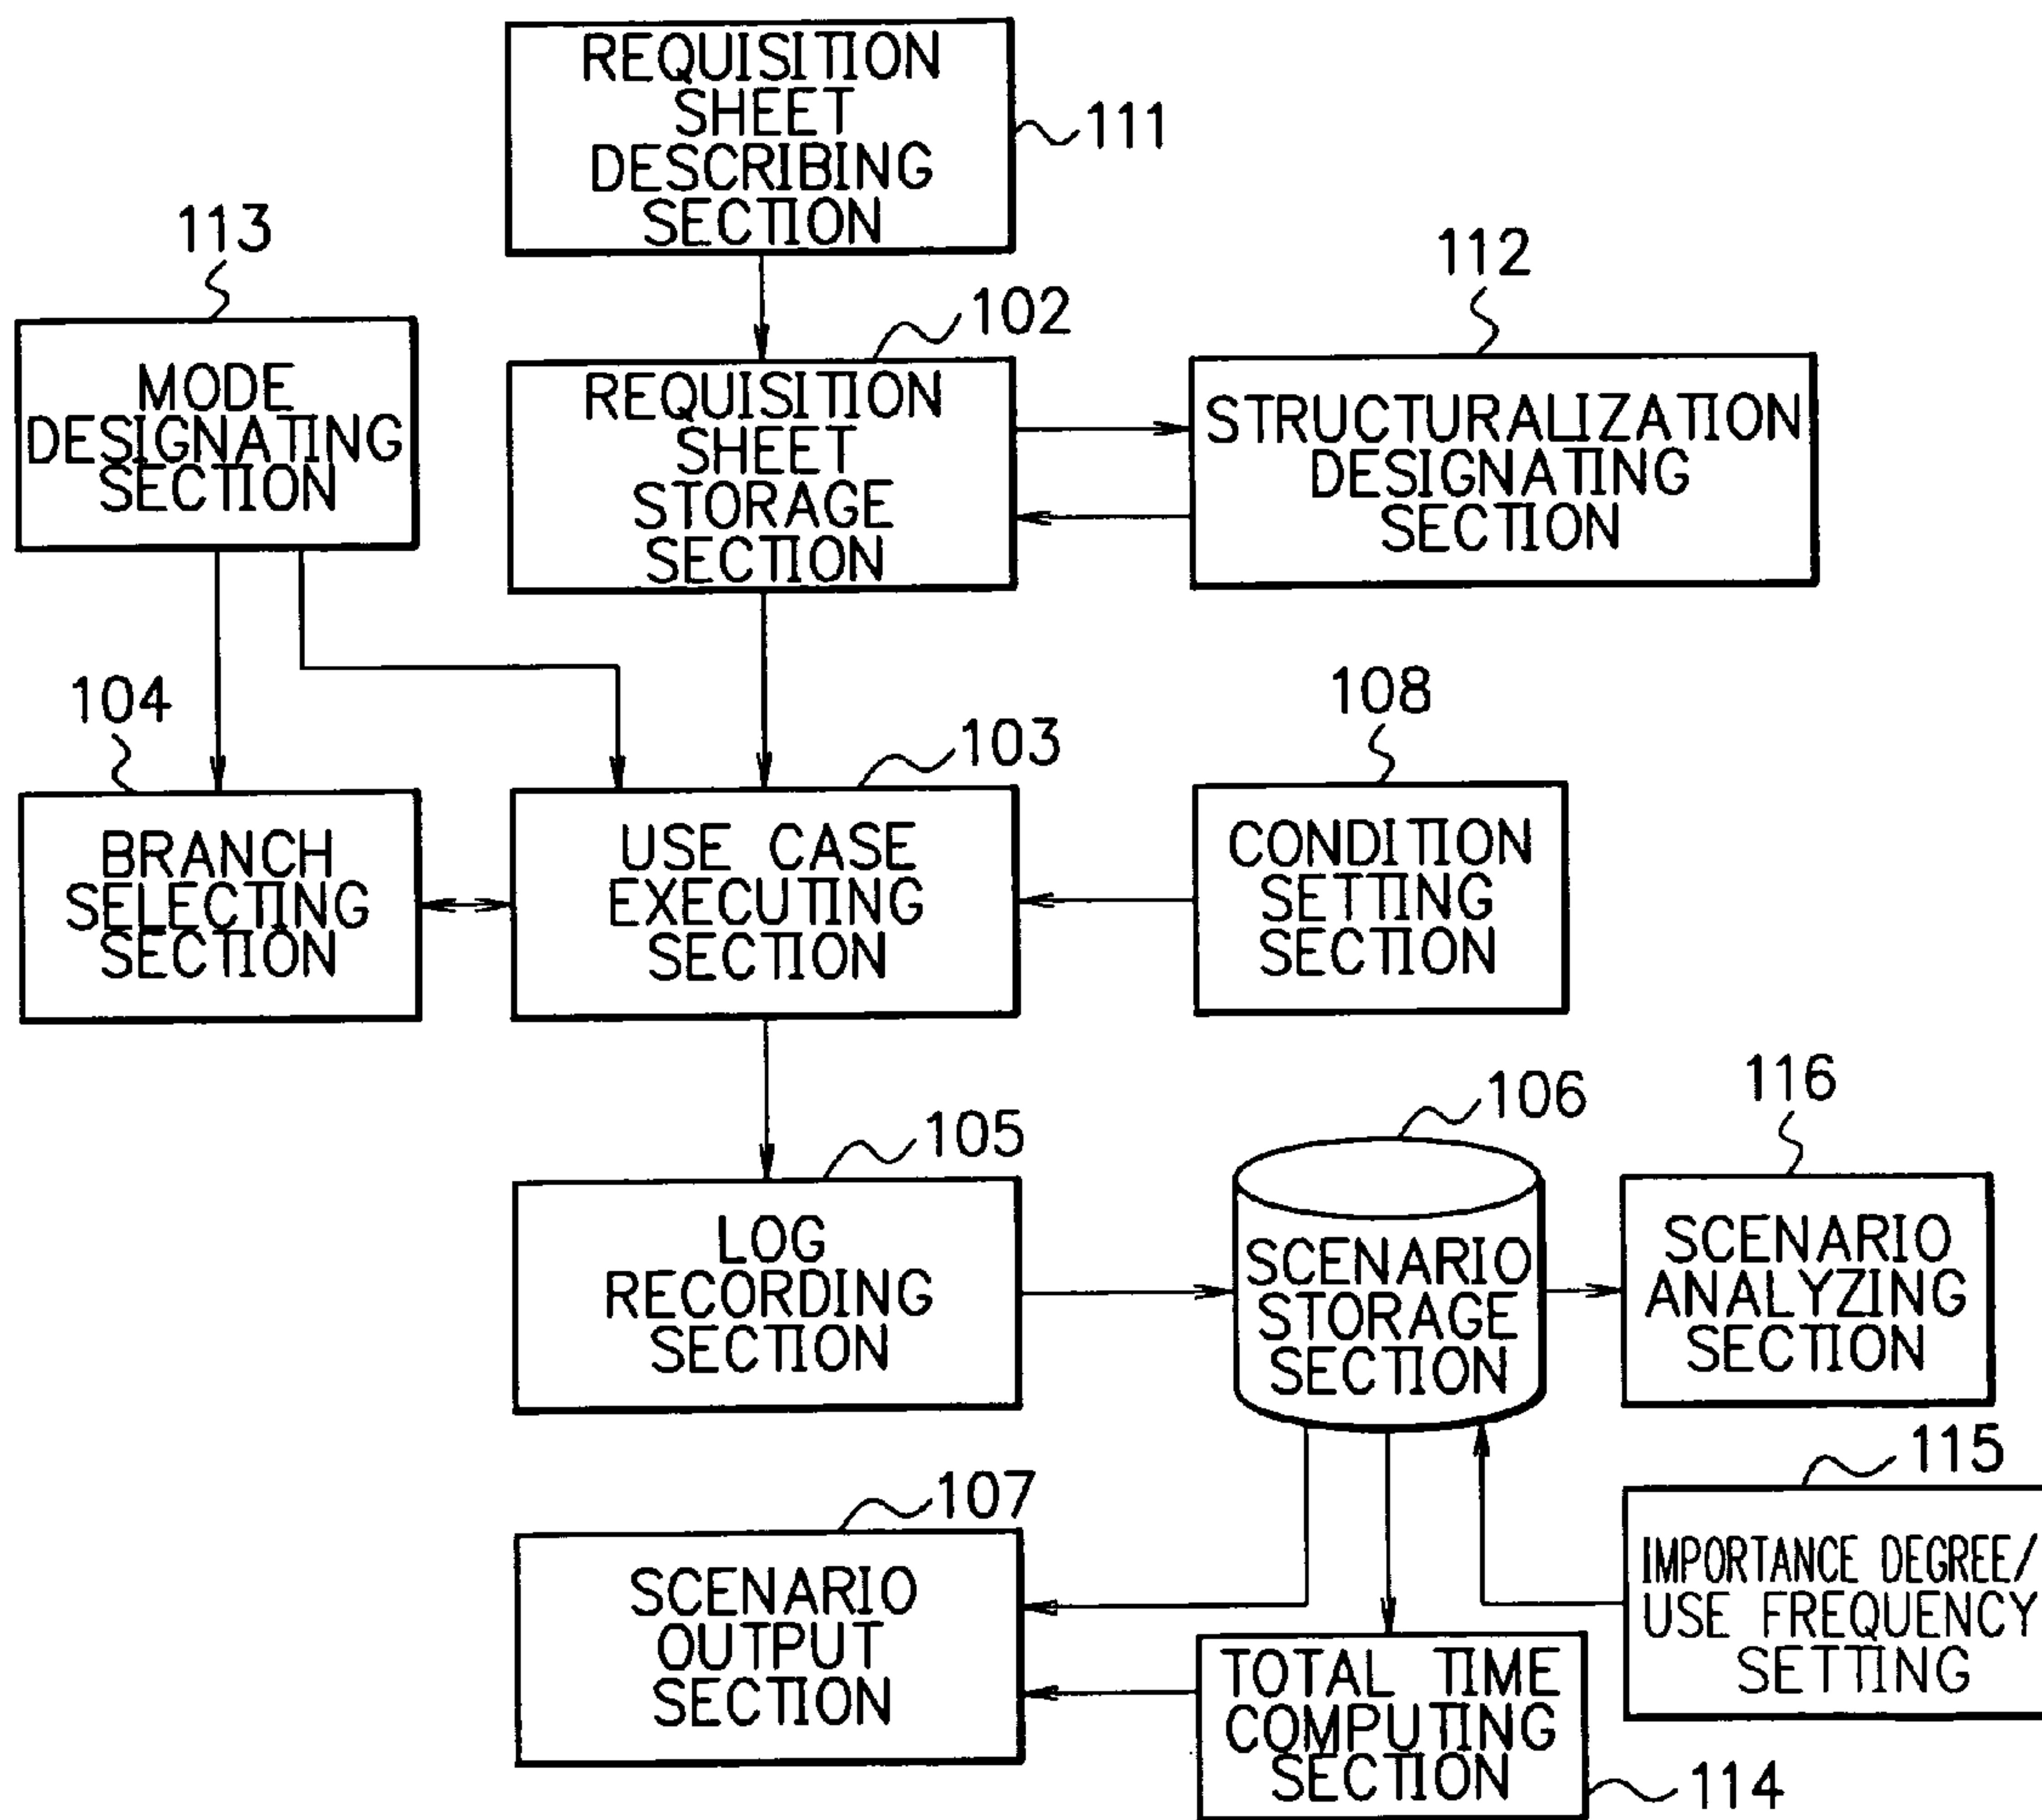 REQUISITION
SHEET
DESCRIBING
SECTION
111
113
MODE
DESIGNATING
SECTION
102
REQUISITION
SHEET
STORAGE
SECTION
112
STRUCTURALIZATION
DESIGNATING
SECTION
104
BRANCH
SELECTING
SECTION
103
USE CASE
EXECUTING
SECTION
108
CONDITION
SETTING
SECTION
105
LOG
RECORDING
SECTION
106
SCENARIO
STORAGE
SECTION
116
SCENARIO
ANALYZING
SECTION
107
SCENARIO
OUTPUT
SECTION
115
IMPORTANCE DEGREE/
USE FREQUENCY
SETTING
TOTAL TIME
COMPUTING
SECTION
114